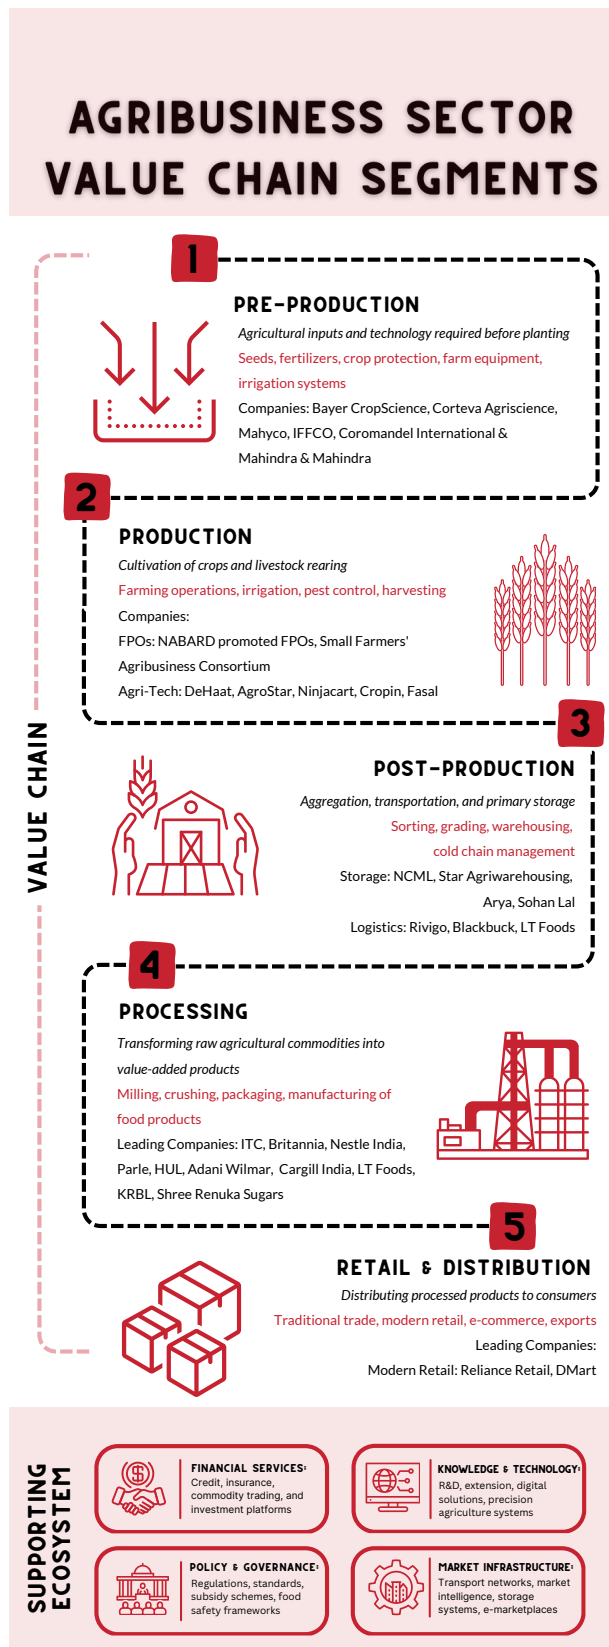 AGRIBUSINESS SECTOR
VALUE CHAIN SEGMENTS
1
PRE-PRODUCTION
Agricultural inputs and technology required before planting
Seeds, fertilizers, crop protection, farm equipment,
irrigation systems
Companies: Bayer CropScience, Corteva Agriscience,
Mahyco, IFFCO, Coromandel International &
Mahindra & Mahindra
2
PRODUCTION
Cultivation of crops and livestock rearing
Farming operations, irrigation, pest control, harvesting
Companies:
FPOs: NABARD promoted FPOs, Small Farmers'
Agribusiness Consortium
Agri-Tech: DeHaat, AgroStar, Ninjacart, Cropin, Fasal
VALUE CHAIN
3
POST-PRODUCTION
Aggregation, transportation, and primary storage
Sorting, grading, warehousing,
cold chain management
Storage: NCML, Star Agriwarehousing,
Arya, Sohan Lal
Logistics: Rivigo, Blackbuck, LT Foods
4
PROCESSING
Transforming raw agricultural commodities into
value-added products
Milling, crushing, packaging, manufacturing of
food products
Leading Companies: ITC, Britannia, Nestle India,
Parle, HUL, Adani Wilmar, Cargill India, LT Foods,
KRBL, Shree Renuka Sugars
5
RETAIL & DISTRIBUTION
Distributing processed products to consumers
Traditional trade, modern retail, e-commerce, exports
Leading Companies:
Modern Retail: Reliance Retail, DMart
SUPPORTING
ECOSYSTEM
FINANCIAL SERVICES:
Credit, insurance,
commodity trading, and
investment platforms
KNOWLEDGE & TECHNOLOGY:
R&D, extension, digital
solutions, precision
agriculture systems
POLICY & GOVERNANCE:
Regulations, standards,
subsidy schemes, food
safety frameworks
MARKET INFRASTRUCTURE:
Transport networks, market
intelligence, storage
systems, e-marketplaces